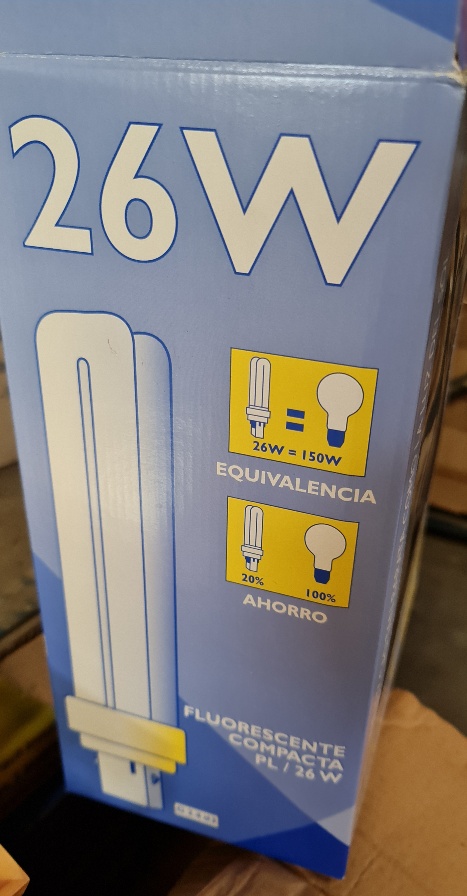 26W
26W = 150W
EQUIVALENCIA
20% 100%
AHORRO
FLUORESCENTE
COMPACTA
PL / 26 W